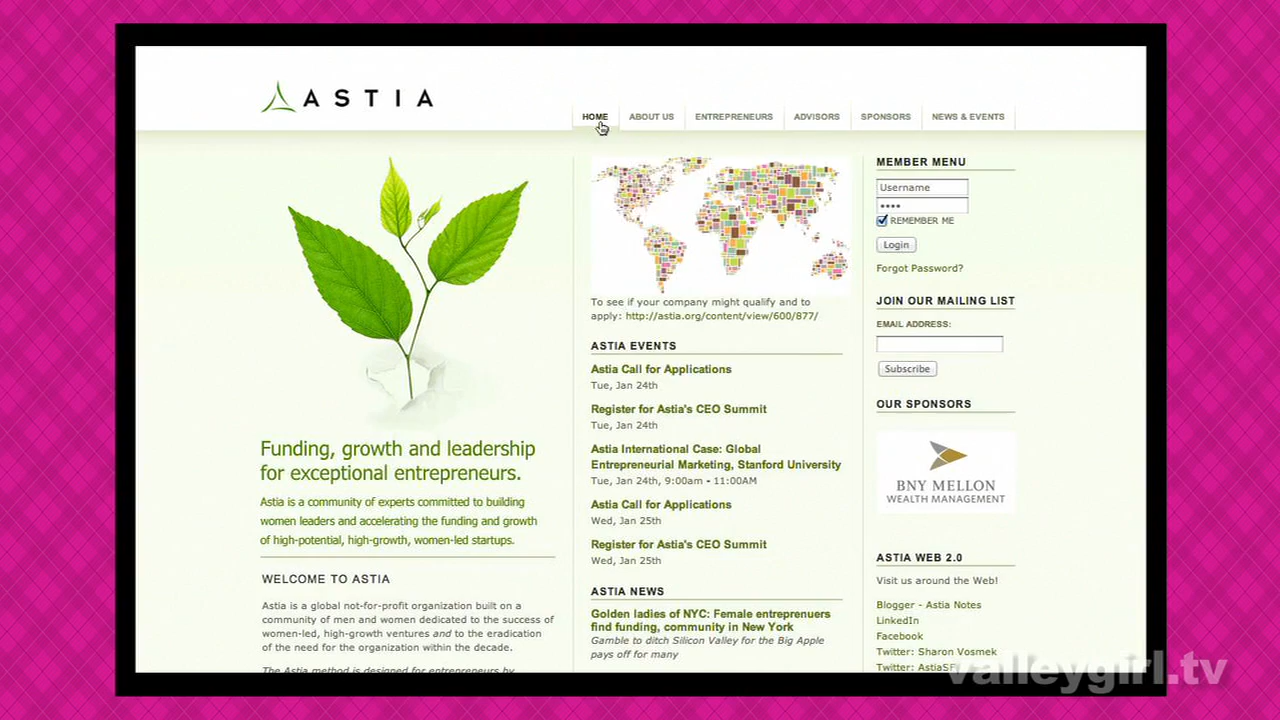 ASTIA
HOME
ABOUT US
ENTREPRENEURS
ADVISORS
SPONSORS
NEWS & EVENTS
Funding, growth and leadership
for exceptional entrepreneurs.
Astia is a community of experts committed to building
women leaders and accelerating the funding and growth
of high-potential, high-growth, women-led startups.
WELCOME TO ASTIA
Astia is a global not-for-profit organization built on a
community of men and women dedicated to the success of
women-led, high-growth ventures and to the eradication
of the need for the organization within the decade.
The Astia method is designed for entrepreneurs by
To see if your company might qualify and to
apply: http://astia.org/content/view/600/877/
ASTIA EVENTS
Astia Call for Applications
Tue, Jan 24th
Register for Astia's CEO Summit
Tue, Jan 24th
Astia International Case: Global
Entrepreneurial Marketing, Stanford University
Tue, Jan 24th, 9:00am - 11:00AM
Astia Call for Applications
Wed, Jan 25th
Register for Astia's CEO Summit
Wed, Jan 25th
ASTIA NEWS
Golden ladies of NYC: Female entreprenuers
find funding, community in New York
Gamble to ditch Silicon Valley for the Big Apple
pays off for many
MEMBER MENU
Username
REMEMBER ME
Login
Forgot Password?
JOIN OUR MAILING LIST
EMAIL ADDRESS:
Subscribe
OUR SPONSORS
BNY MELLON
WEALTH MANAGEMENT
ASTIA WEB 2.0
Visit us around the Web!
Blogger - Astia Notes
LinkedIn
Facebook
Twitter: Sharon Vosmek
Twitter: AstiaSF
valleygirl.tv